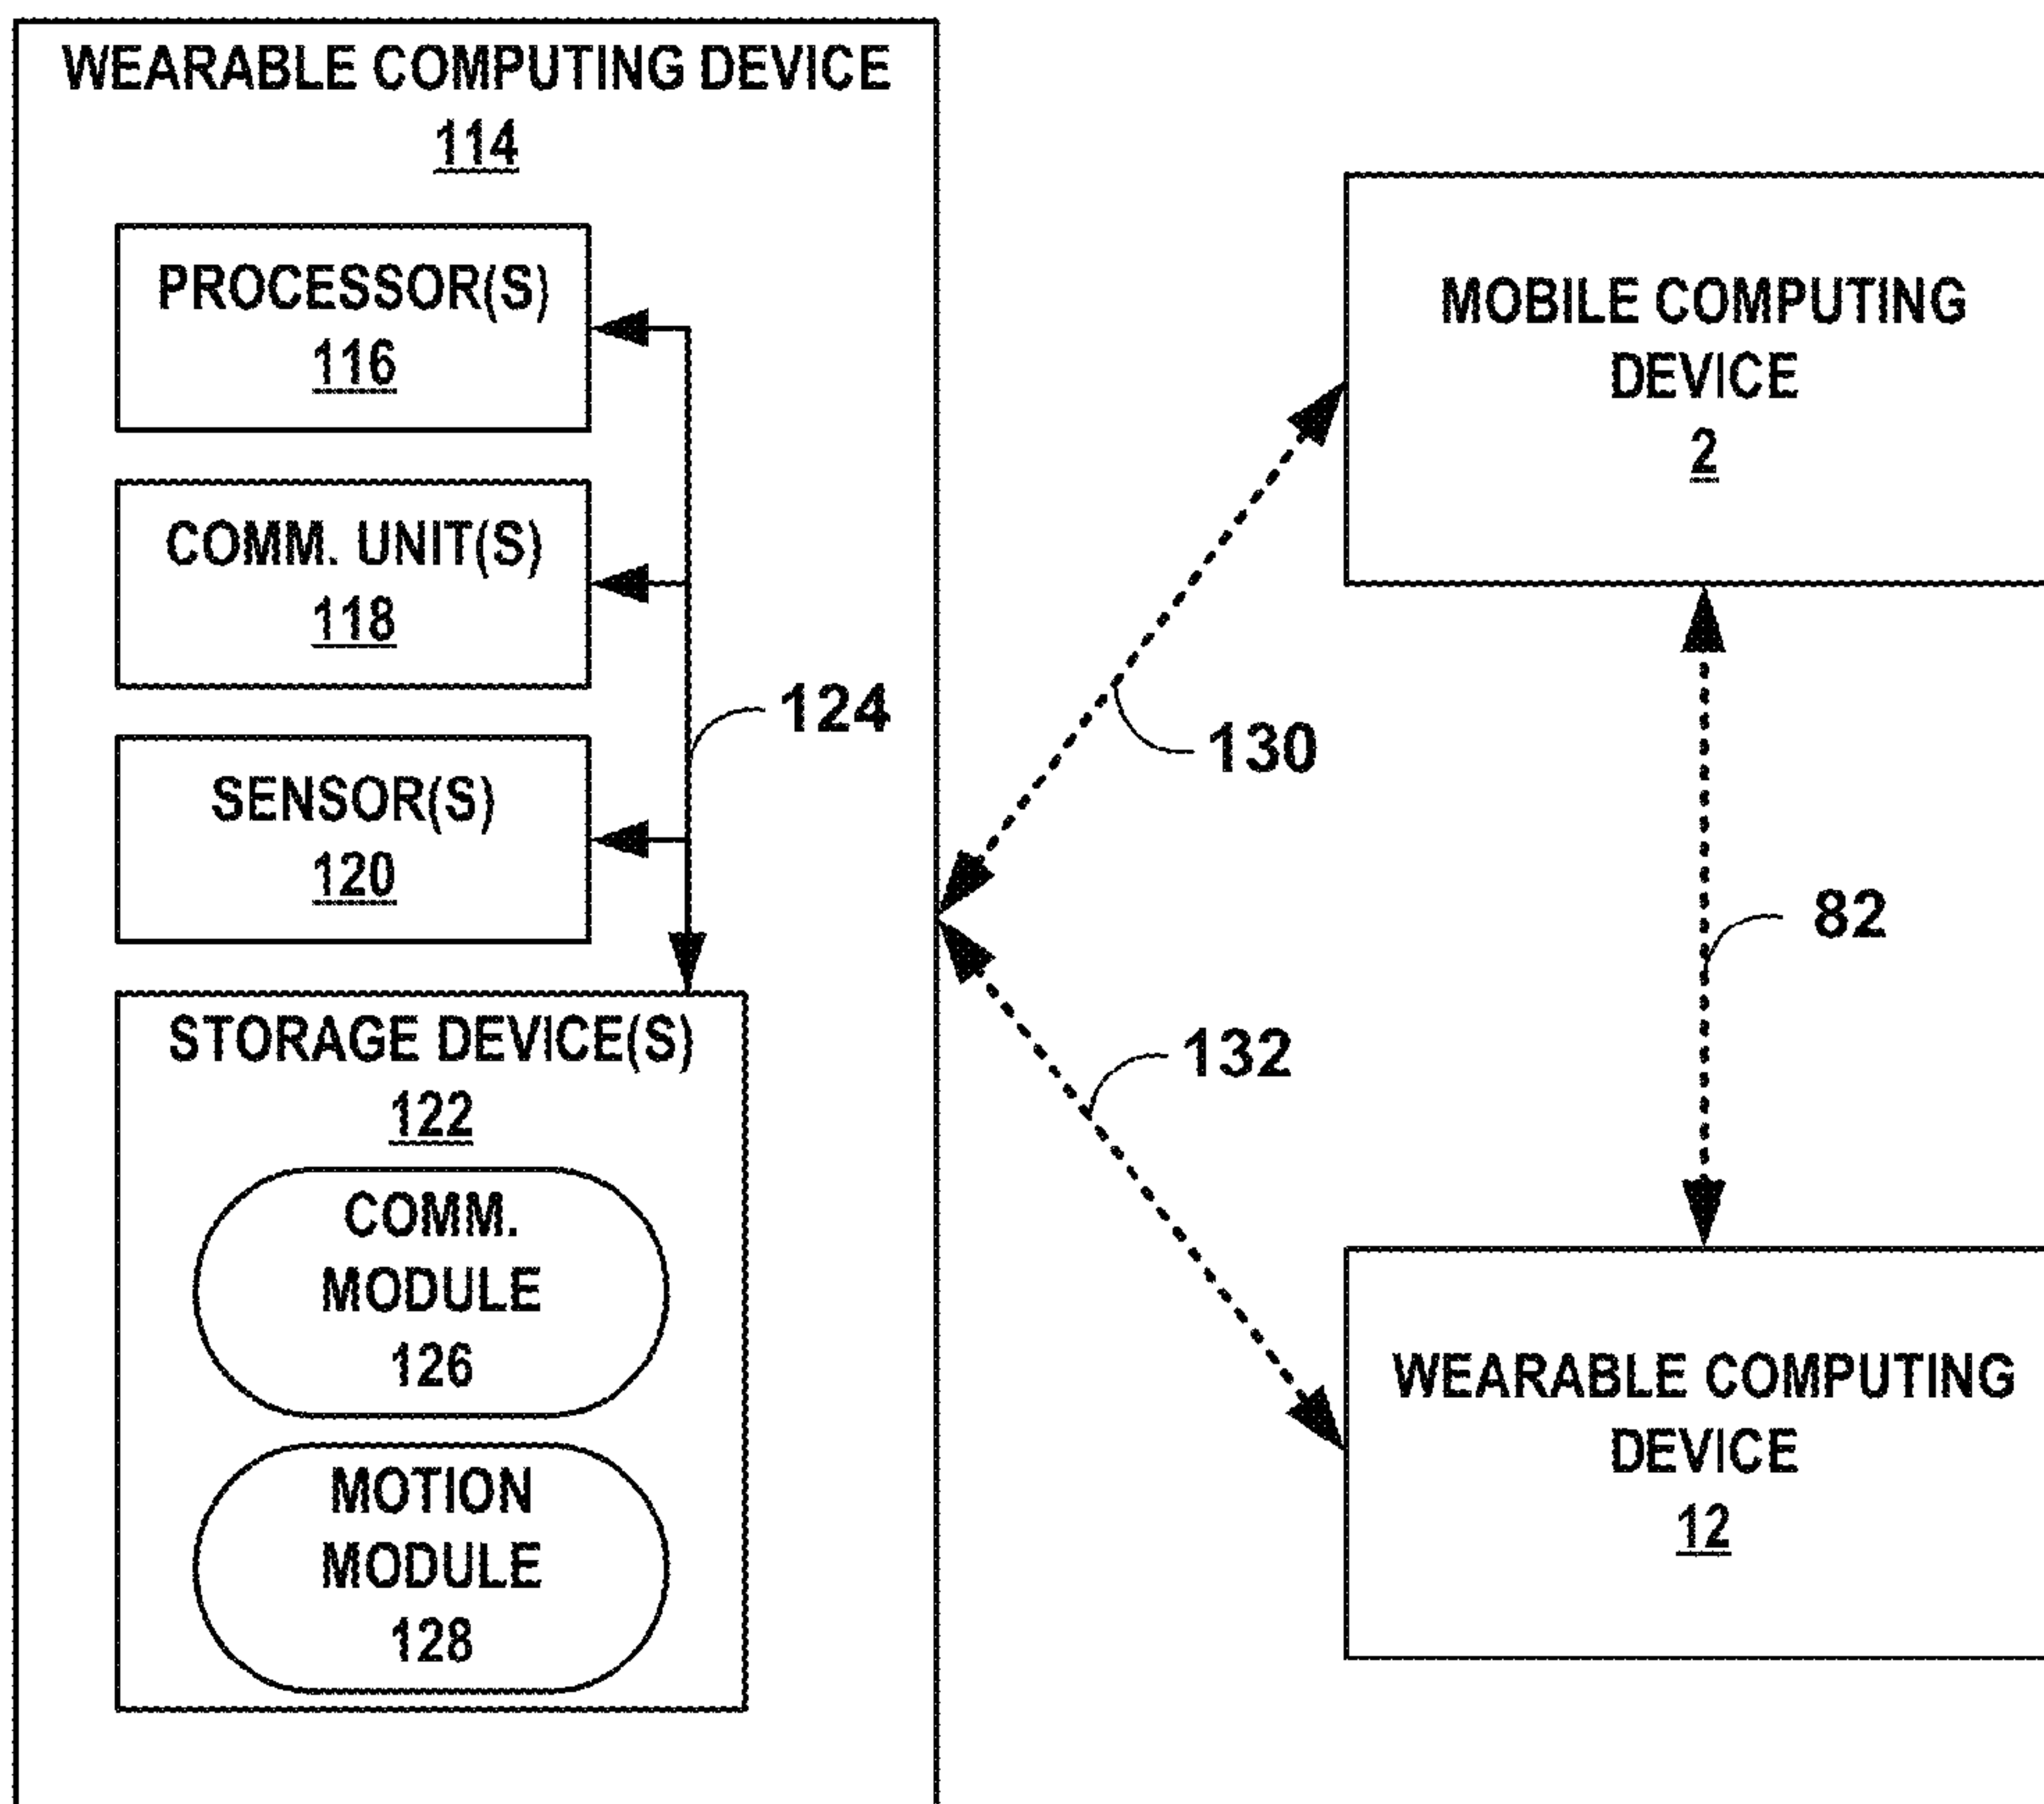 WEARABLE COMPUTING DEVICE
114
PROCESSOR(S)
116
COMM. UNIT(S)
118
124
SENSOR(S)
120
STORAGE DEVICE(S)
122
COMM.
MODULE
126
MOTION
MODULE
128
130
132
MOBILE COMPUTING
DEVICE
2
82
WEARABLE COMPUTING
DEVICE
12